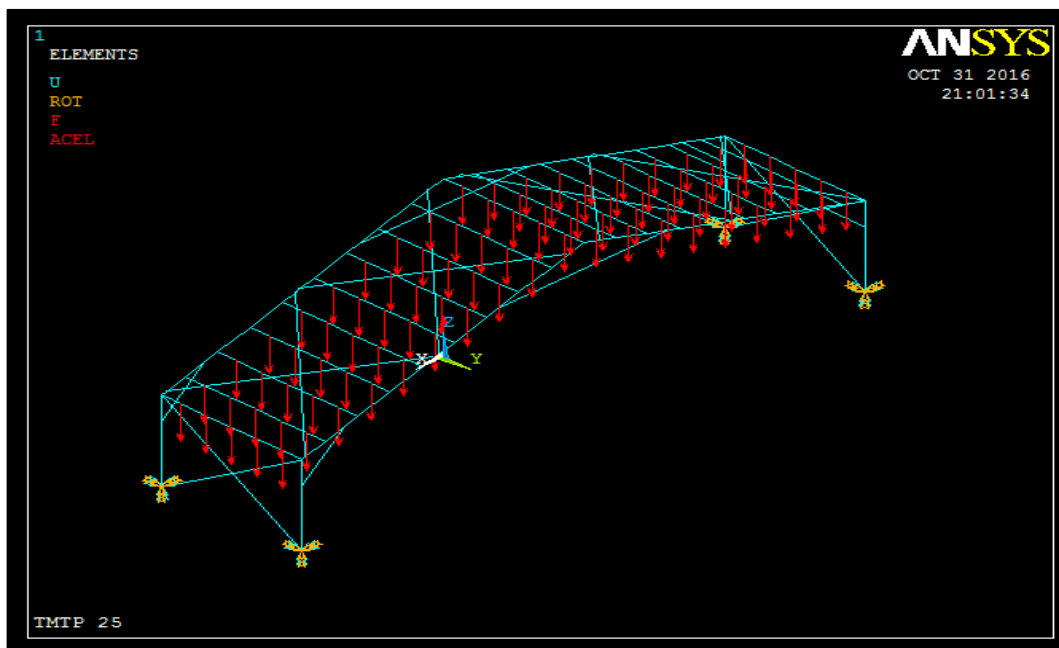 1
ELEMENTS
U
ROT
F
ACEL
ANSYS
OCT 31 2016
21:01:34
Z
X
Y
TMTP 25